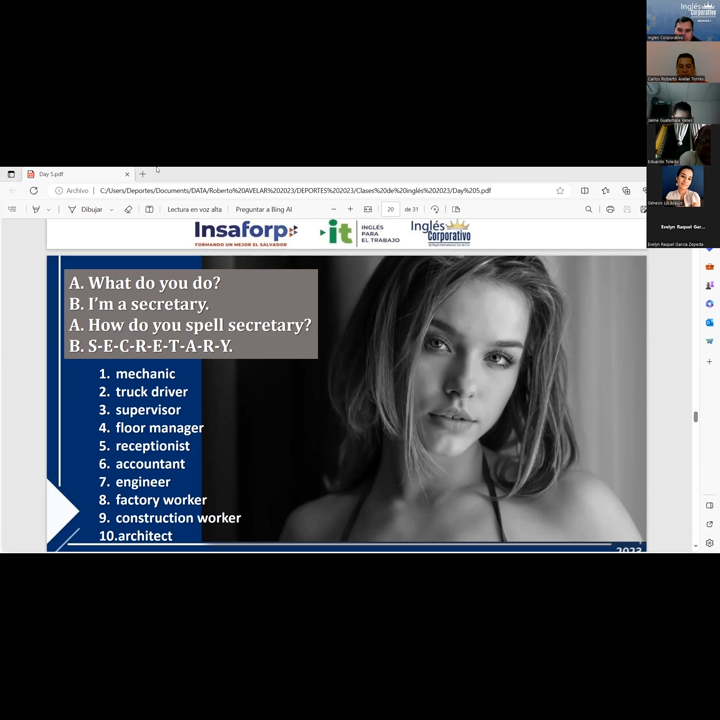 Inglés
Corporativo
Ingles Corporativo
Carlos Roberto Avelar Torres
Jaime Guatemala Yanes
Eduardo Toledo
Evelyn Raquel Gar...
Evelyn Raquel Garcia Zepeda
Day 5.pdf
Archivo
C:/Users/Deportes/Documents/DATA/Roberto%20AVELAR%202023/DEPORTES%202023/Clases%20de%20inglés%202023/Day%205.pdf
Dibujar
Lectura en voz alta
Preguntar a Bing AI
20
de 31
Insaforp
FORMANDO UN MEJOR EL SALVADOR
it
INGLÉS
PARA
EL TRABAJO
Inglés
Corporativo
A. What do you do?
B. I'm a secretary.
A. How do you spell secretary?
B. S-E-C-R-E-T-A-R-Y.
1. mechanic
2. truck driver
3. supervisor
4. floor manager
5. receptionist
6. accountant
7. engineer
8. factory worker
9. construction worker
10.architect
2023